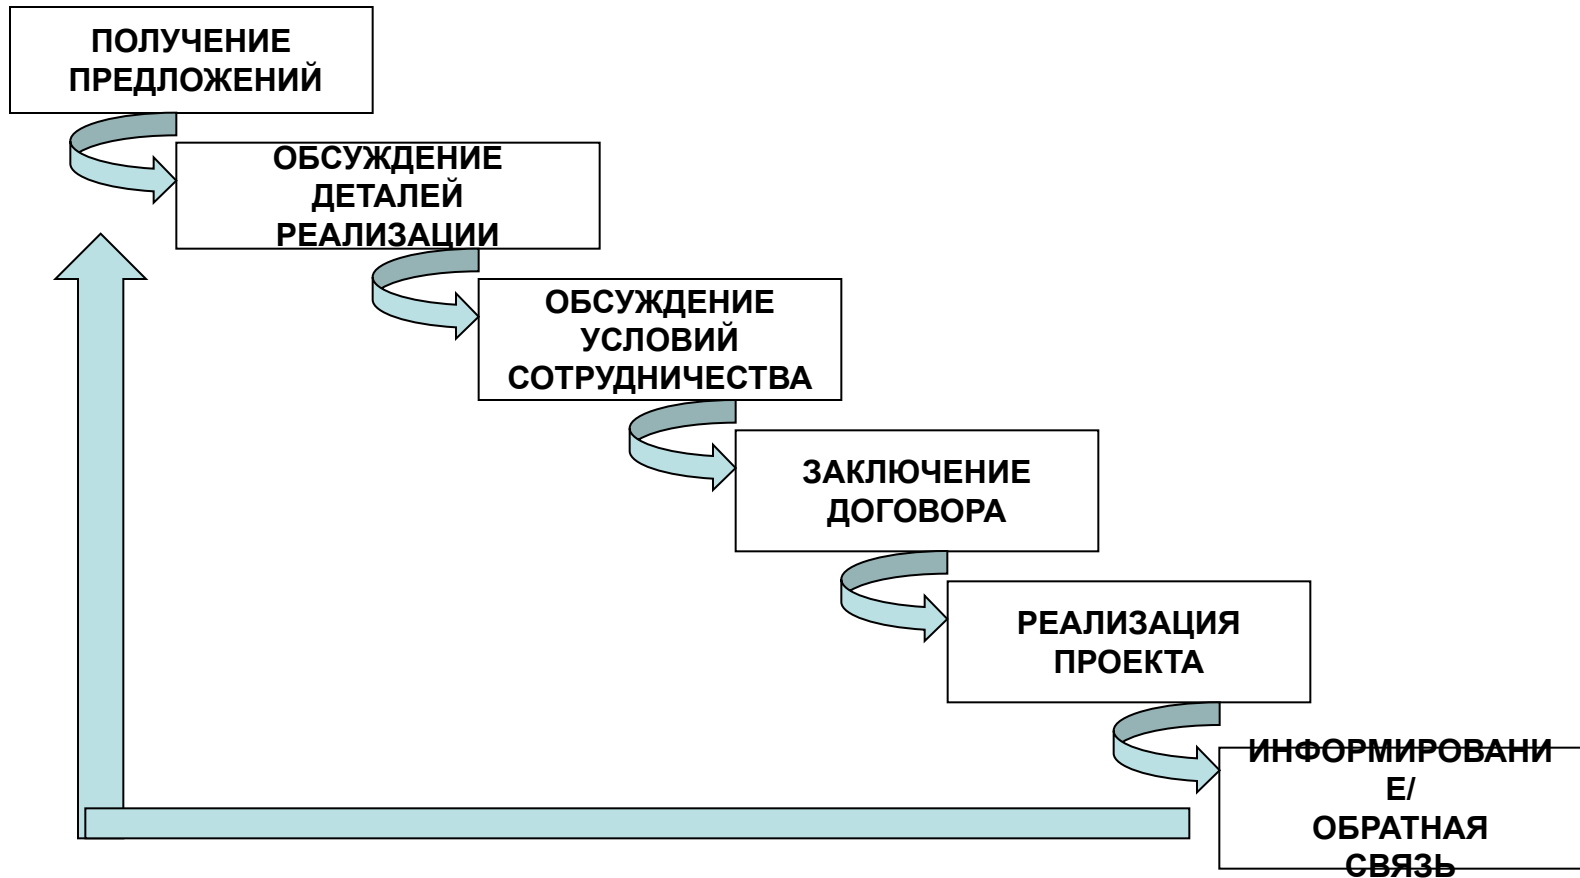 ПОЛУЧЕНИЕ
ПРЕДЛОЖЕНИЙ
ОБСУЖДЕНИЕ
ДЕТАЛЕЙ
РЕАЛИЗАЦИИ
ОБСУЖДЕНИЕ
УСЛОВИЙ
СОТРУДНИЧЕСТВА
ЗАКЛЮЧЕНИЕ
ДОГОВОРА
РЕАЛИЗАЦИЯ
ПРОЕКТА
ИНФОРМИРОВАНИ
Е/
ОБРАТНАЯ
СВЯЗЬ